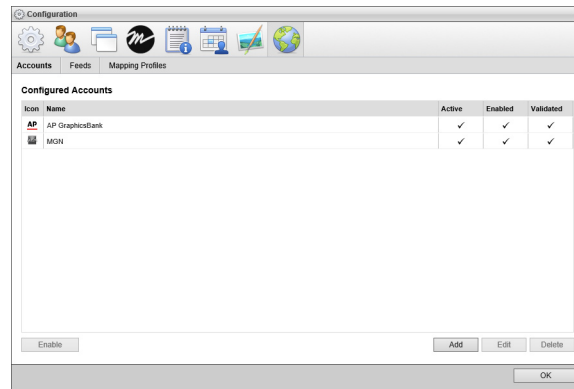 Configuration
Accounts Feeds Mapping Profiles
Configured Accounts
Icon Name Active Enabled Validated
AP AP GraphicsBank ✓ ✓ ✓
MGN ✓ ✓ ✓
Enable Add Edit Delete
OK